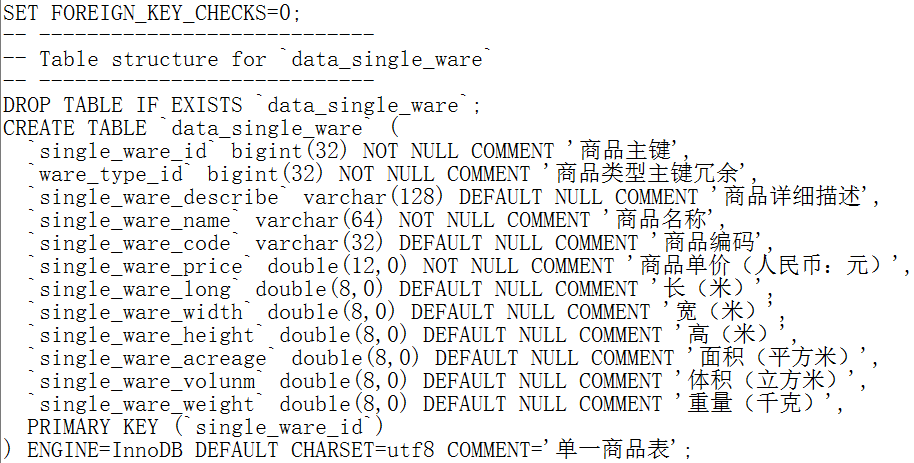 SET FOREIGN_KEY_CHECKS=0;
-- ----------------------------
-- Table structure for `data_single_ware`
-- ----------------------------
DROP TABLE IF EXISTS `data_single_ware`;
CREATE TABLE `data_single_ware` (
  `single_ware_id` bigint(32) NOT NULL COMMENT '商品主键',
  `ware_type_id` bigint(32) NOT NULL COMMENT '商品类型主键冗余',
  `single_ware_describe` varchar(128) DEFAULT NULL COMMENT '商品详细描述',
  `single_ware_name` varchar(64) NOT NULL COMMENT '商品名称',
  `single_ware_code` varchar(32) DEFAULT NULL COMMENT '商品编码',
  `single_ware_price` double(12,0) NOT NULL COMMENT '商品单价（人民币：元）',
  `single_ware_long` double(8,0) DEFAULT NULL COMMENT '长（米）',
  `single_ware_width` double(8,0) DEFAULT NULL COMMENT '宽（米）',
  `single_ware_height` double(8,0) DEFAULT NULL COMMENT '高（米）',
  `single_ware_acreage` double(8,0) DEFAULT NULL COMMENT '面积（平方米）',
  `single_ware_volunm` double(8,0) DEFAULT NULL COMMENT '体积（立方米）',
  `single_ware_weight` double(8,0) DEFAULT NULL COMMENT '重量（千克）',
  PRIMARY KEY (`single_ware_id`)
) ENGINE=InnoDB DEFAULT CHARSET=utf8 COMMENT='单一商品表';